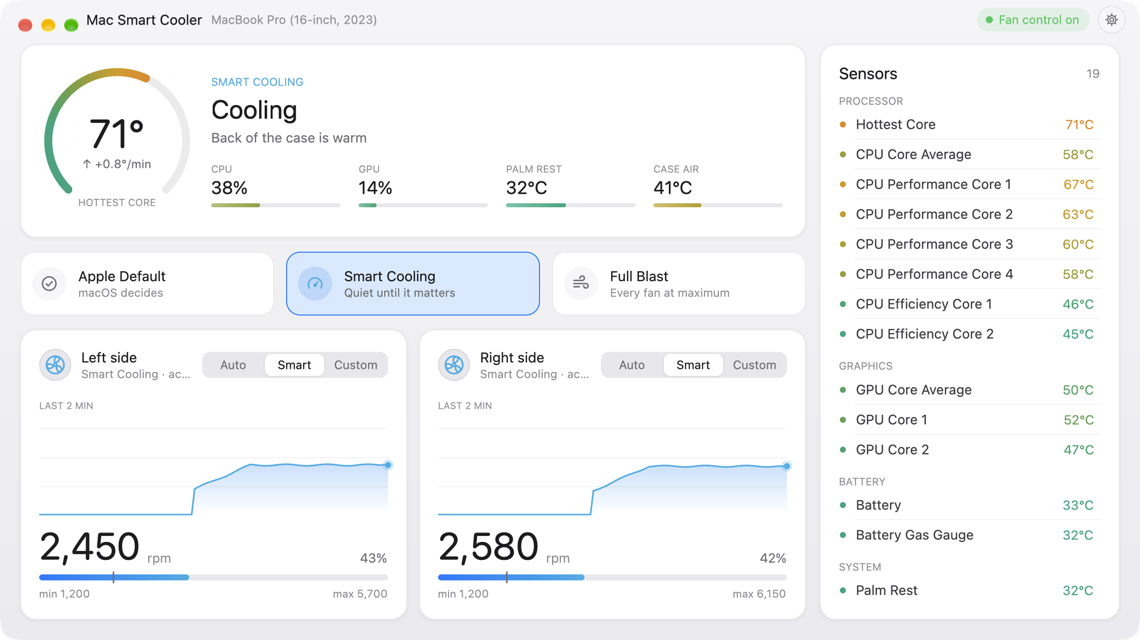 Mac Smart Cooler MacBook Pro (16-inch, 2023)
Fan control on
71°
↑ +0.8°/min
HOTTEST CORE
SMART COOLING
Cooling
Back of the case is warm
CPU GPU PALM REST CASE AIR
38% 14% 32°C 41°C
Apple Default
macOS decides
Smart Cooling
Quiet until it matters
Full Blast
Every fan at maximum
Left side
Smart Cooling · ac...
Auto Smart Custom
LAST 2 MIN
2,450 rpm 43%
min 1,200 max 5,700
Right side
Smart Cooling · ac...
Auto Smart Custom
LAST 2 MIN
2,580 rpm 42%
min 1,200 max 6,150
Sensors 19
PROCESSOR
Hottest Core 71°C
CPU Core Average 58°C
CPU Performance Core 1 67°C
CPU Performance Core 2 63°C
CPU Performance Core 3 60°C
CPU Performance Core 4 58°C
CPU Efficiency Core 1 46°C
CPU Efficiency Core 2 45°C
GRAPHICS
GPU Core Average 50°C
GPU Core 1 52°C
GPU Core 2 47°C
BATTERY
Battery 33°C
Battery Gas Gauge 32°C
SYSTEM
Palm Rest 32°C